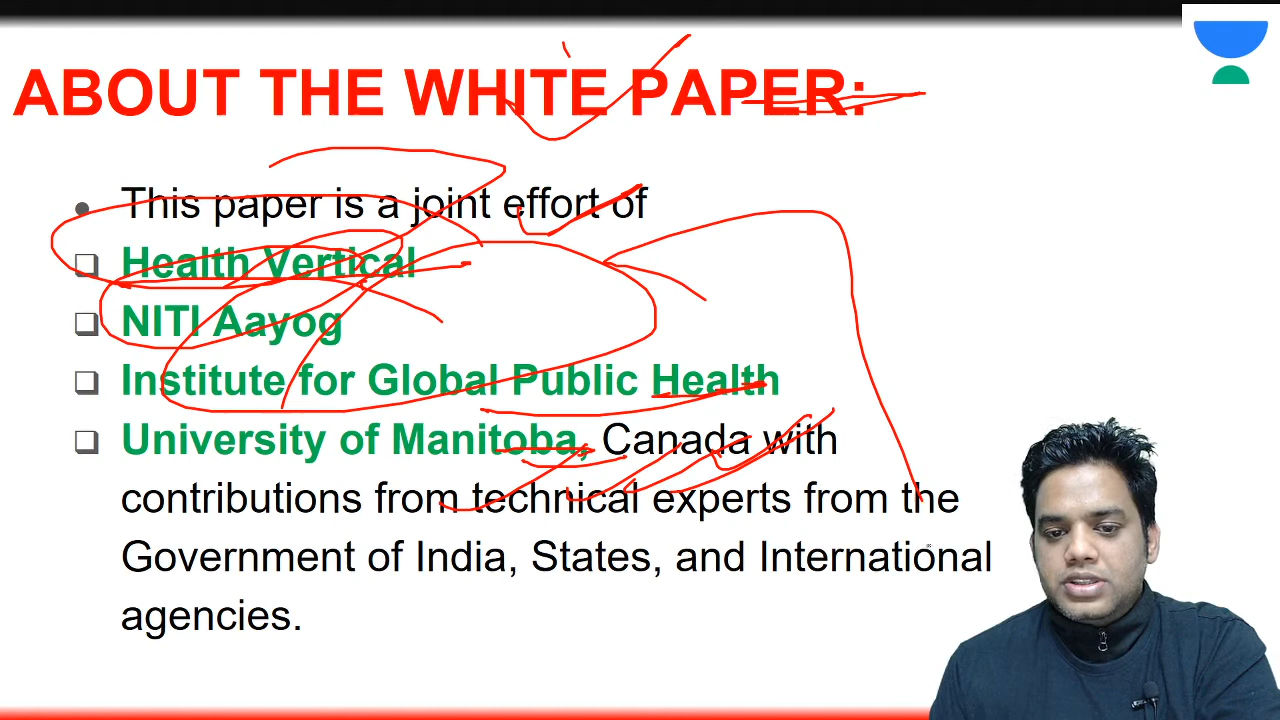 ABOUT THE WHITE PAPER:
● This paper is a joint effort of
❑ Health Vertical
❑ NITI Aayog
❑ Institute for Global Public Health
❑ University of Manitoba, Canada with
contributions from technical experts from the
Government of India, States, and International
agencies.